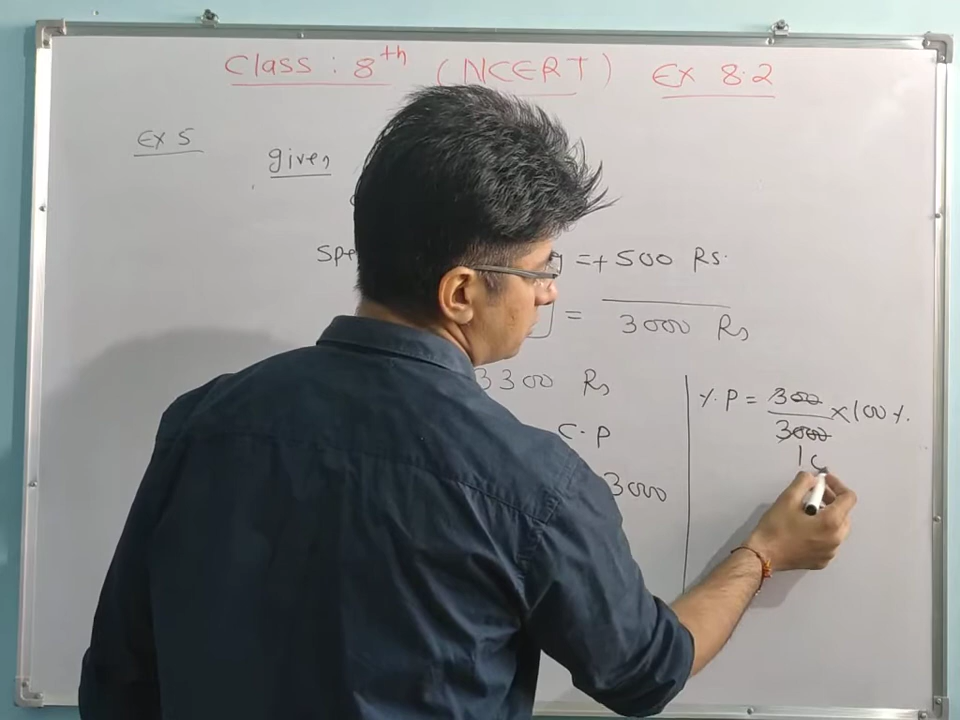 Class : 8th (NCERT) Ex 8.2
Ex 5
given
= + 500 Rs.
= 3000 Rs
3300 Rs
C.P
3000
%. P = 300/3000 × 100 %.
10